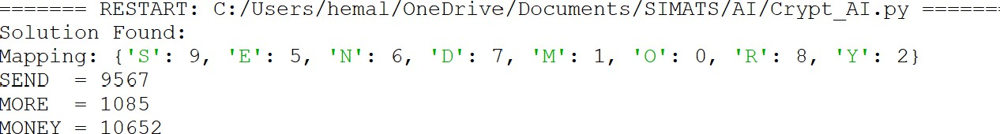 ======= RESTART: C:/Users/hemal/OneDrive/Documents/SIMATS/AI/Crypt_AI.py =======
Solution Found:
Mapping: {'S': 9, 'E': 5, 'N': 6, 'D': 7, 'M': 1, 'O': 0, 'R': 8, 'Y': 2}
SEND  = 9567
MORE  = 1085
MONEY = 10652